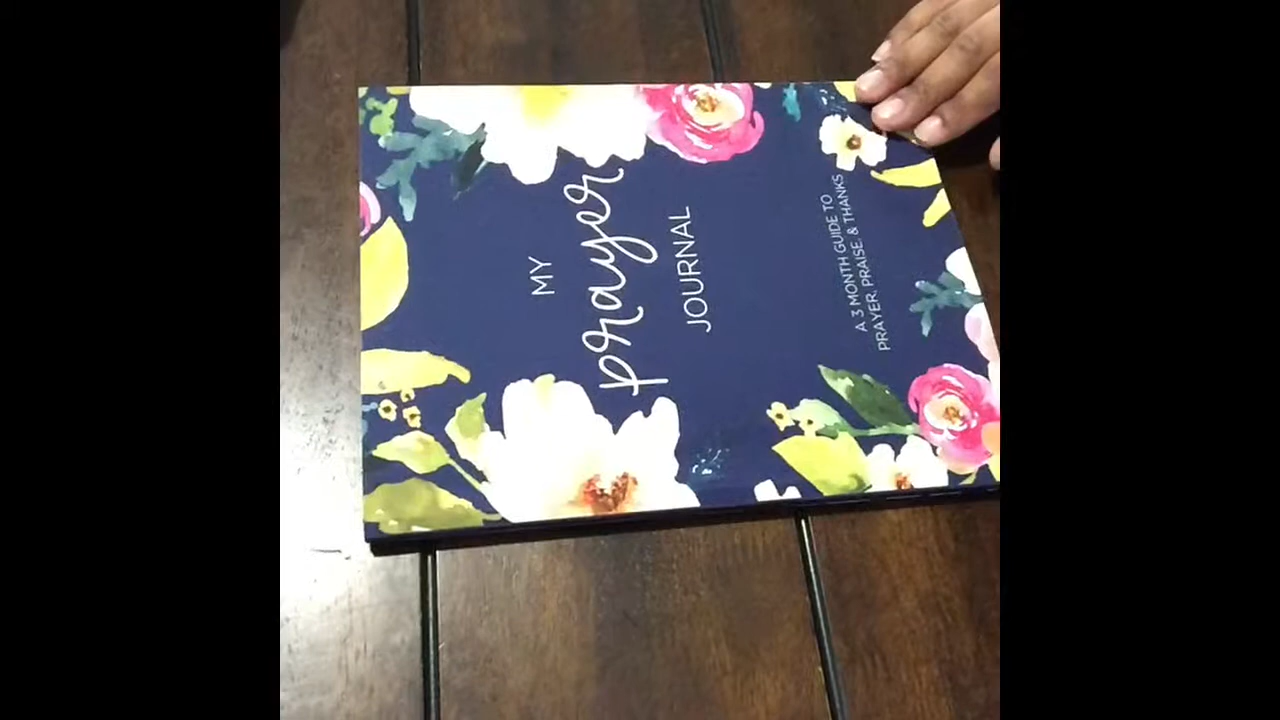 MY
prayer
JOURNAL
A 3 MONTH GUIDE TO
PRAYER, PRAISE, & THANKS